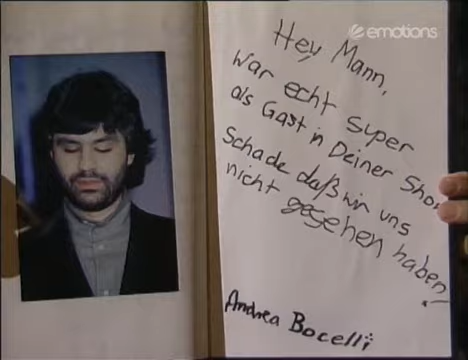 emotions
Hey Mann,
war echt super
als Gast in Deiner Sho
Schade daß wir uns
nicht gesehen haben
Andrea Bocelli